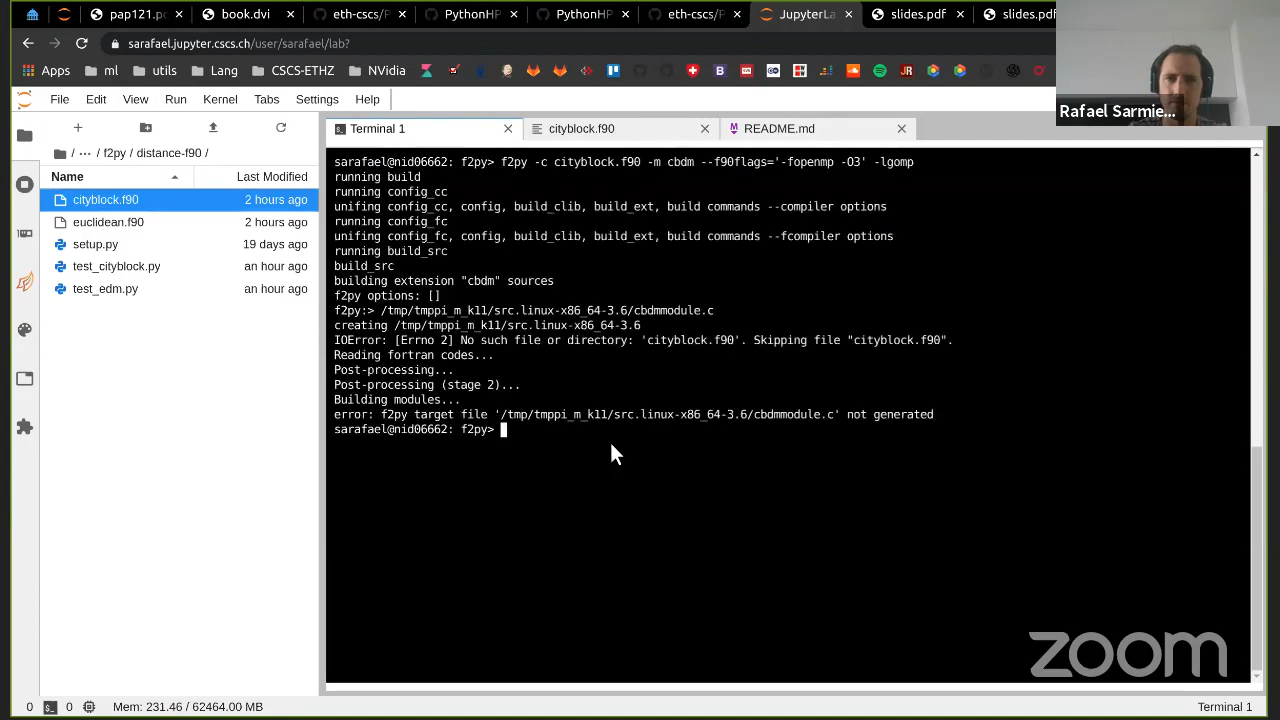 pap121.p
book.dvi
eth-cscs/P
PythonHP
PythonHP
eth-cscs/P
JupyterLa
slides.pdf
slides.pdf
sarafael.jupyter.cscs.ch/user/sarafael/lab?
Apps
ml
utils
Lang
CSCS-ETHZ
NVidia
Rafael Sarmie...
File Edit View Run Kernel Tabs Settings Help
Terminal 1
cityblock.f90
README.md
/ ··· / f2py / distance-f90 /
Name Last Modified
cityblock.f90 2 hours ago
euclidean.f90 2 hours ago
setup.py 19 days ago
test_cityblock.py an hour ago
test_edm.py an hour ago
sarafael@nid06662: f2py> f2py -c cityblock.f90 -m cbdm --f90flags='-fopenmp -O3' -lgomp
running build
running config_cc
unifing config_cc, config, build_clib, build_ext, build commands --compiler options
running config_fc
unifing config_fc, config, build_clib, build_ext, build commands --fcompiler options
running build_src
build_src
building extension "cbdm" sources
f2py options: []
f2py:> /tmp/tmppi_m_k11/src.linux-x86_64-3.6/cbdmmodule.c
creating /tmp/tmppi_m_k11/src.linux-x86_64-3.6
IOError: [Errno 2] No such file or directory: 'cityblock.f90'. Skipping file "cityblock.f90".
Reading fortran codes...
Post-processing...
Post-processing (stage 2)...
Building modules...
error: f2py target file '/tmp/tmppi_m_k11/src.linux-x86_64-3.6/cbdmmodule.c' not generated
sarafael@nid06662: f2py>
zoom
0 0 Mem: 231.46 / 62464.00 MB
Terminal 1